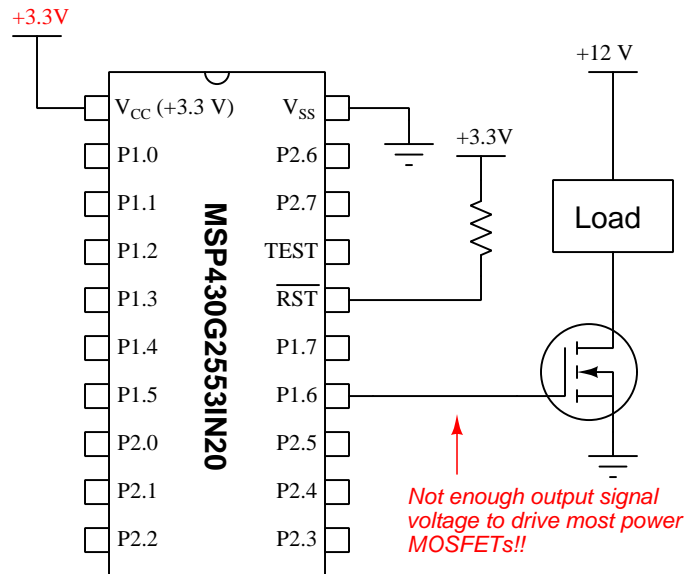 +3.3V
+12 V
V_CC (+3.3 V)
V_SS
+3.3V
P1.0
P2.6
P1.1
P2.7
P1.2
TEST
P1.3
RST
P1.4
P1.7
P1.5
P1.6
P2.0
P2.5
P2.1
P2.4
P2.2
P2.3
MSP430G2553IN20
Load
Not enough output signal
voltage to drive most power
MOSFETs!!